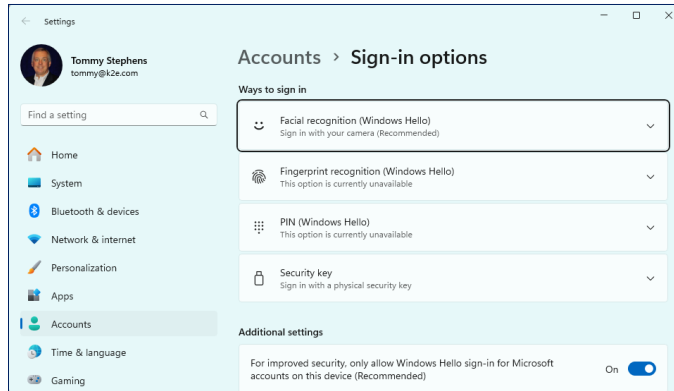 Settings
Tommy Stephens
tommy@k2e.com
Find a setting
Home
System
Bluetooth & devices
Network & internet
Personalization
Apps
Accounts
Time & language
Gaming
Accounts > Sign-in options
Ways to sign in
Facial recognition (Windows Hello)
Sign in with your camera (Recommended)
Fingerprint recognition (Windows Hello)
This option is currently unavailable
PIN (Windows Hello)
This option is currently unavailable
Security key
Sign in with a physical security key
Additional settings
For improved security, only allow Windows Hello sign-in for Microsoft
accounts on this device (Recommended)
On